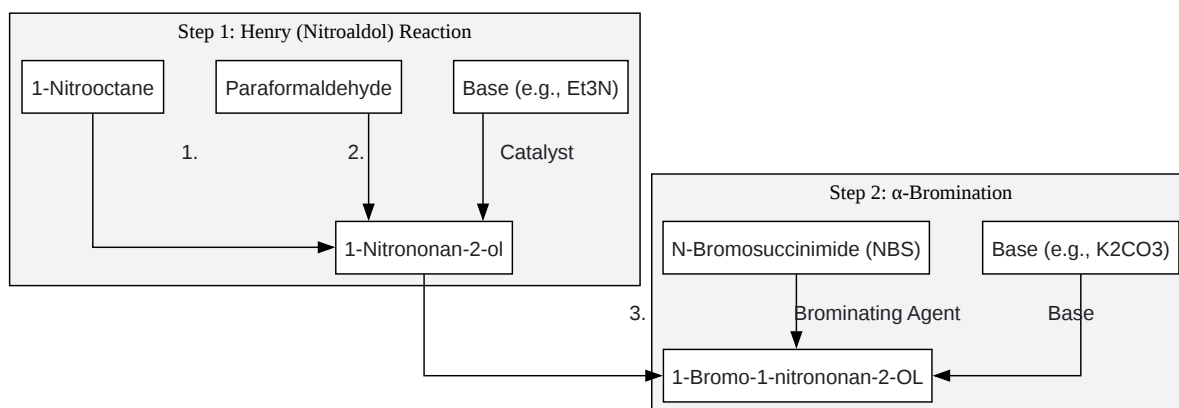 Step 1: Henry (Nitroaldol) Reaction
1-Nitrooctane
Paraformaldehyde
Base (e.g., Et3N)
1.
2.
Catalyst
1-Nitrononan-2-ol
Step 2: α-Bromination
N-Bromosuccinimide (NBS)
Base (e.g., K2CO3)
3.
Brominating Agent
Base
1-Bromo-1-nitrononan-2-OL